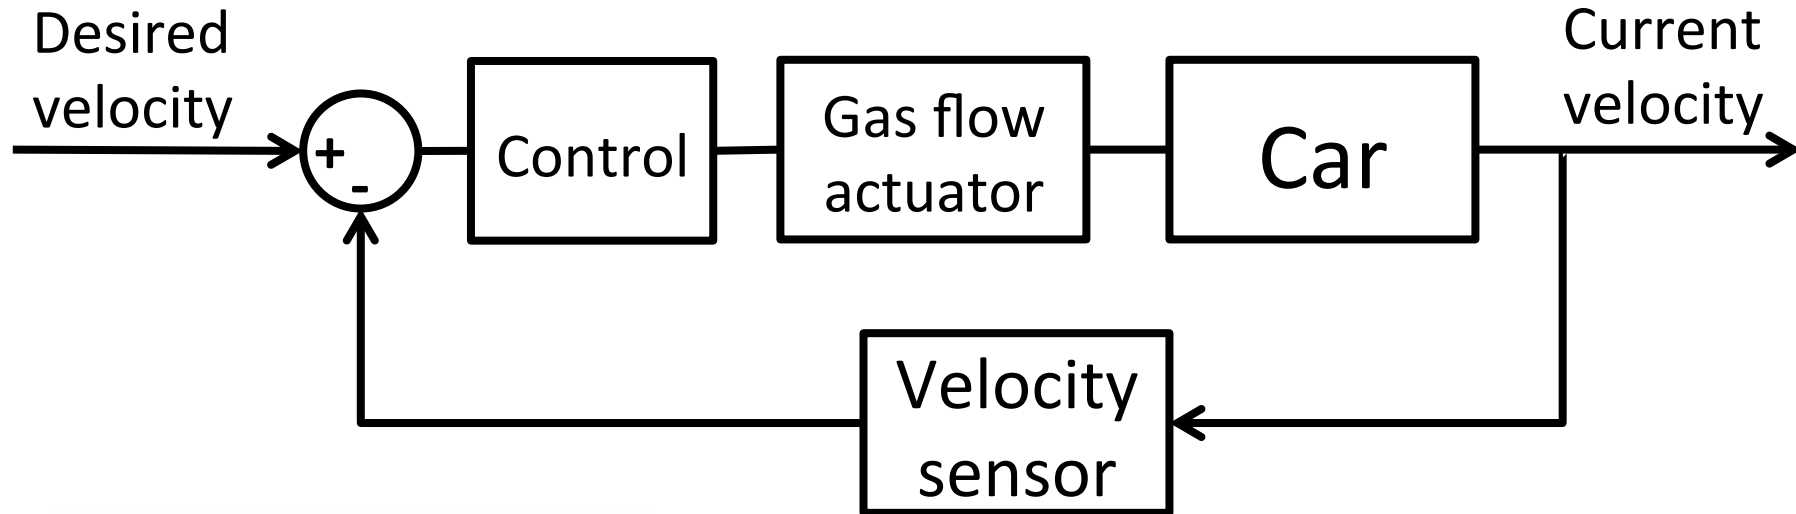 Desired
velocity
+
-
Control
Gas flow
actuator
Car
Current
velocity
Velocity
sensor